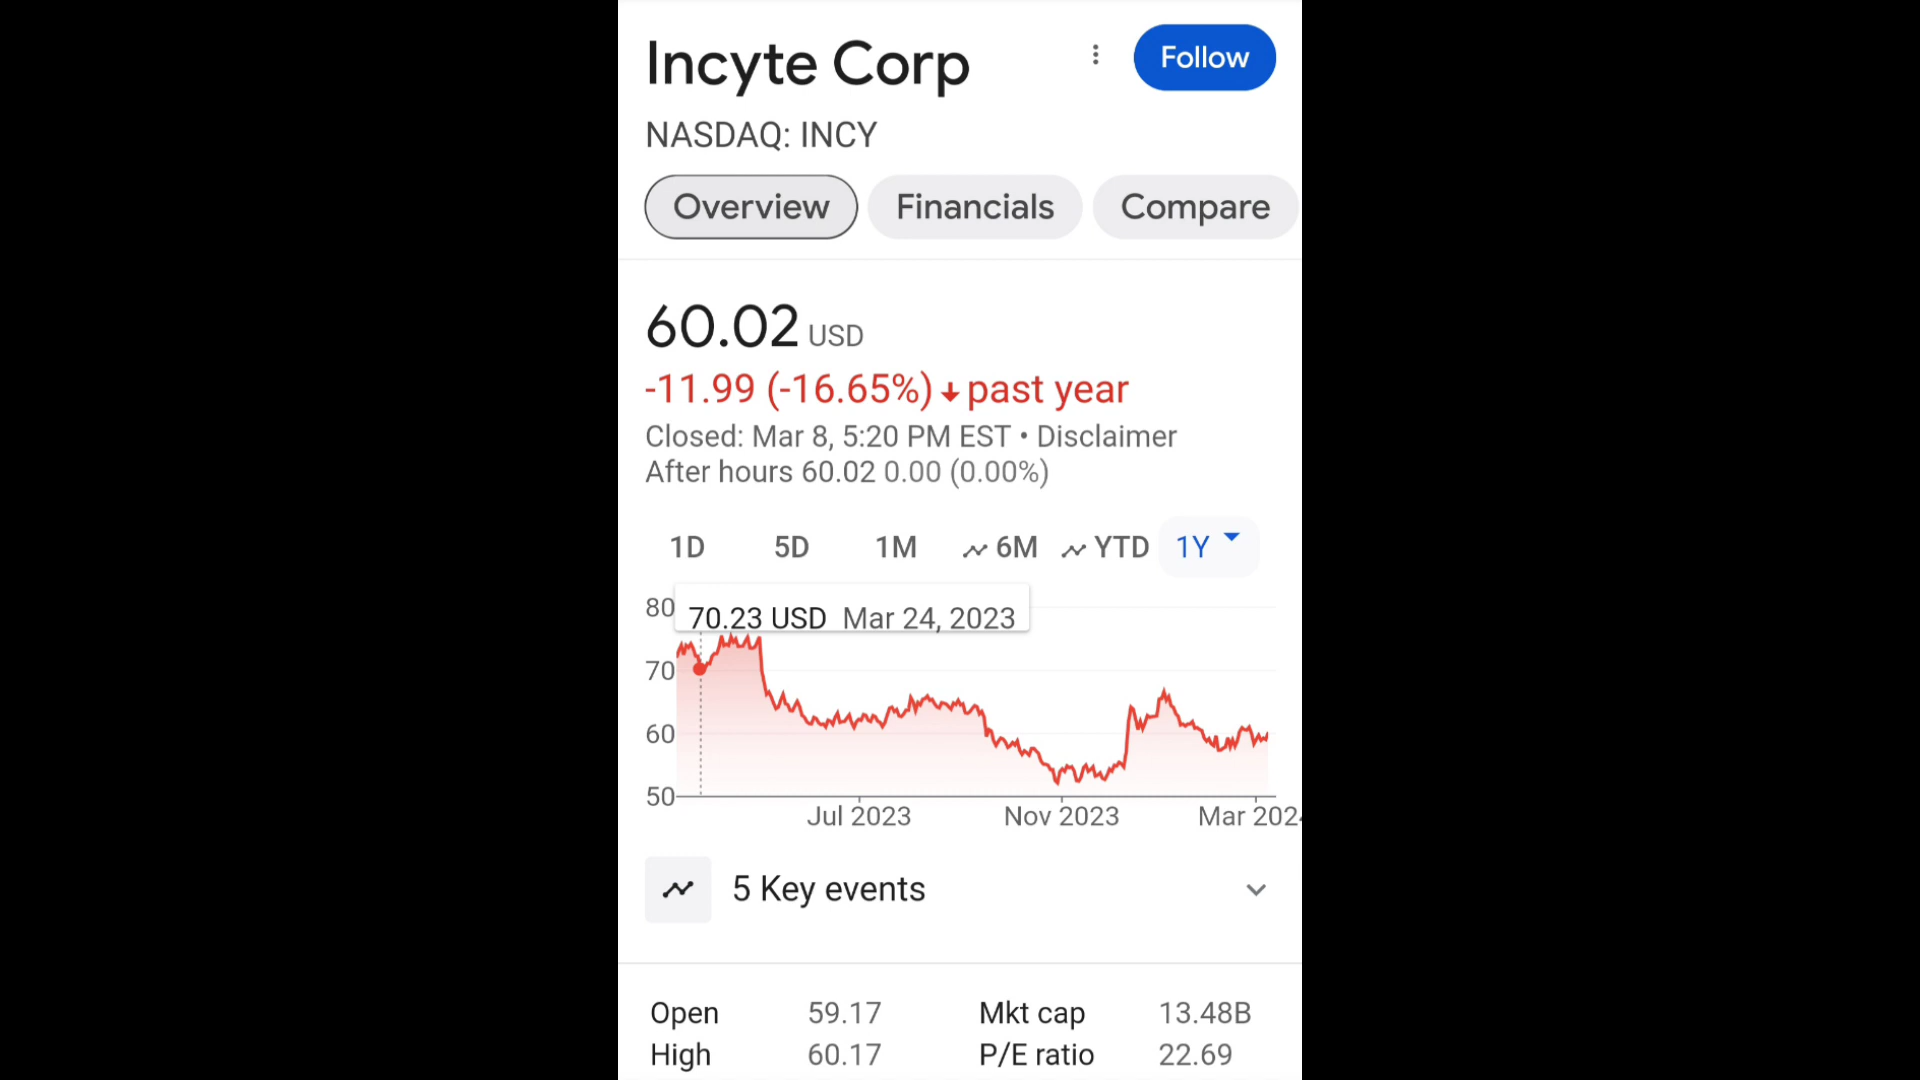 Incyte Corp
Follow
NASDAQ: INCY
Overview Financials Compare
60.02 USD
-11.99 (-16.65%) past year
Closed: Mar 8, 5:20 PM EST • Disclaimer
After hours 60.02 0.00 (0.00%)
1D 5D 1M 6M YTD 1Y
80
70.23 USD Mar 24, 2023
70
60
50
Jul 2023 Nov 2023 Mar 202
5 Key events
Open 59.17 Mkt cap 13.48B
High 60.17 P/E ratio 22.69